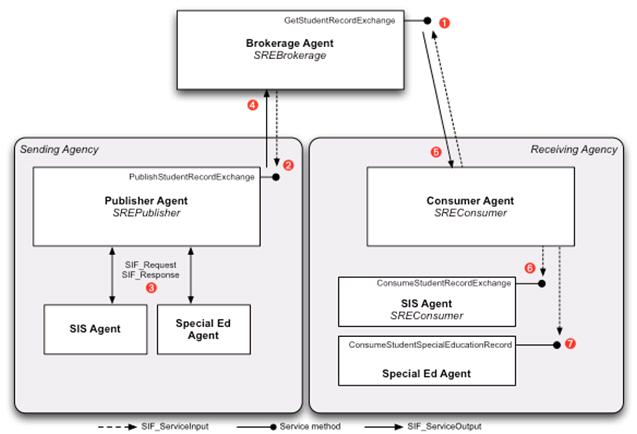 GetStudentRecordExchange
1
Brokerage Agent
SREBrokerage
4
5
2
Sending Agency
Receiving Agency
PublishStudentRecordExchange
Publisher Agent
SREPublisher
Consumer Agent
SREConsumer
SIF_Request
SIF_Response
3
6
ConsumeStudentRecordExchange
SIS Agent
SREConsumer
SIS Agent
Special Ed
Agent
ConsumeStudentSpecialEducationRecord
7
Special Ed Agent
SIF_ServiceInput
Service method
SIF_ServiceOutput